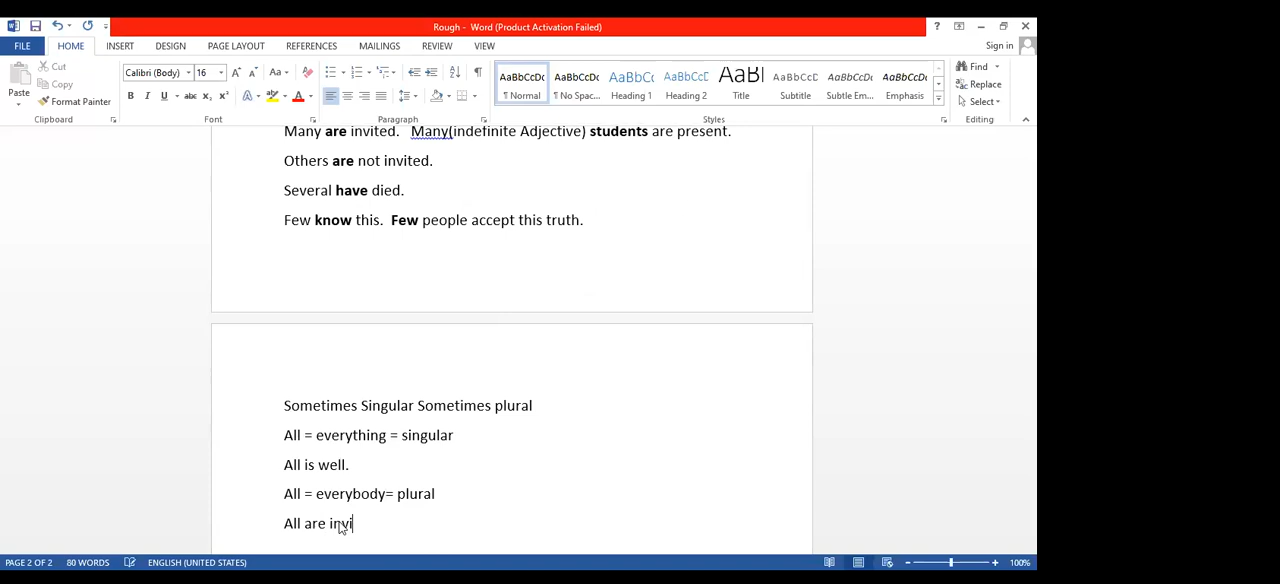 Rough - Word (Product Activation Failed)
?
FILE HOME INSERT DESIGN PAGE LAYOUT REFERENCES MAILINGS REVIEW VIEW
Sign in
Cut
Copy
Paste
Format Painter
Clipboard
Calibri (Body) 16
B I U abc x₂ x²
Font
Paragraph
AaBbCcDc AaBbCcDc AaBbCc AaBbCcD AaBl AaBbCcD AaBbCcDc AaBbCcDc
¶ Normal ¶ No Spac... Heading 1 Heading 2 Title Subtitle Subtle Em... Emphasis
Styles
Find
Replace
Select
Editing
Many are invited. Many(indefinite Adjective) students are present.
Others are not invited.
Several have died.
Few know this. Few people accept this truth.
Sometimes Singular Sometimes plural
All = everything = singular
All is well.
All = everybody= plural
All are invi
PAGE 2 OF 2 80 WORDS ENGLISH (UNITED STATES) 100%